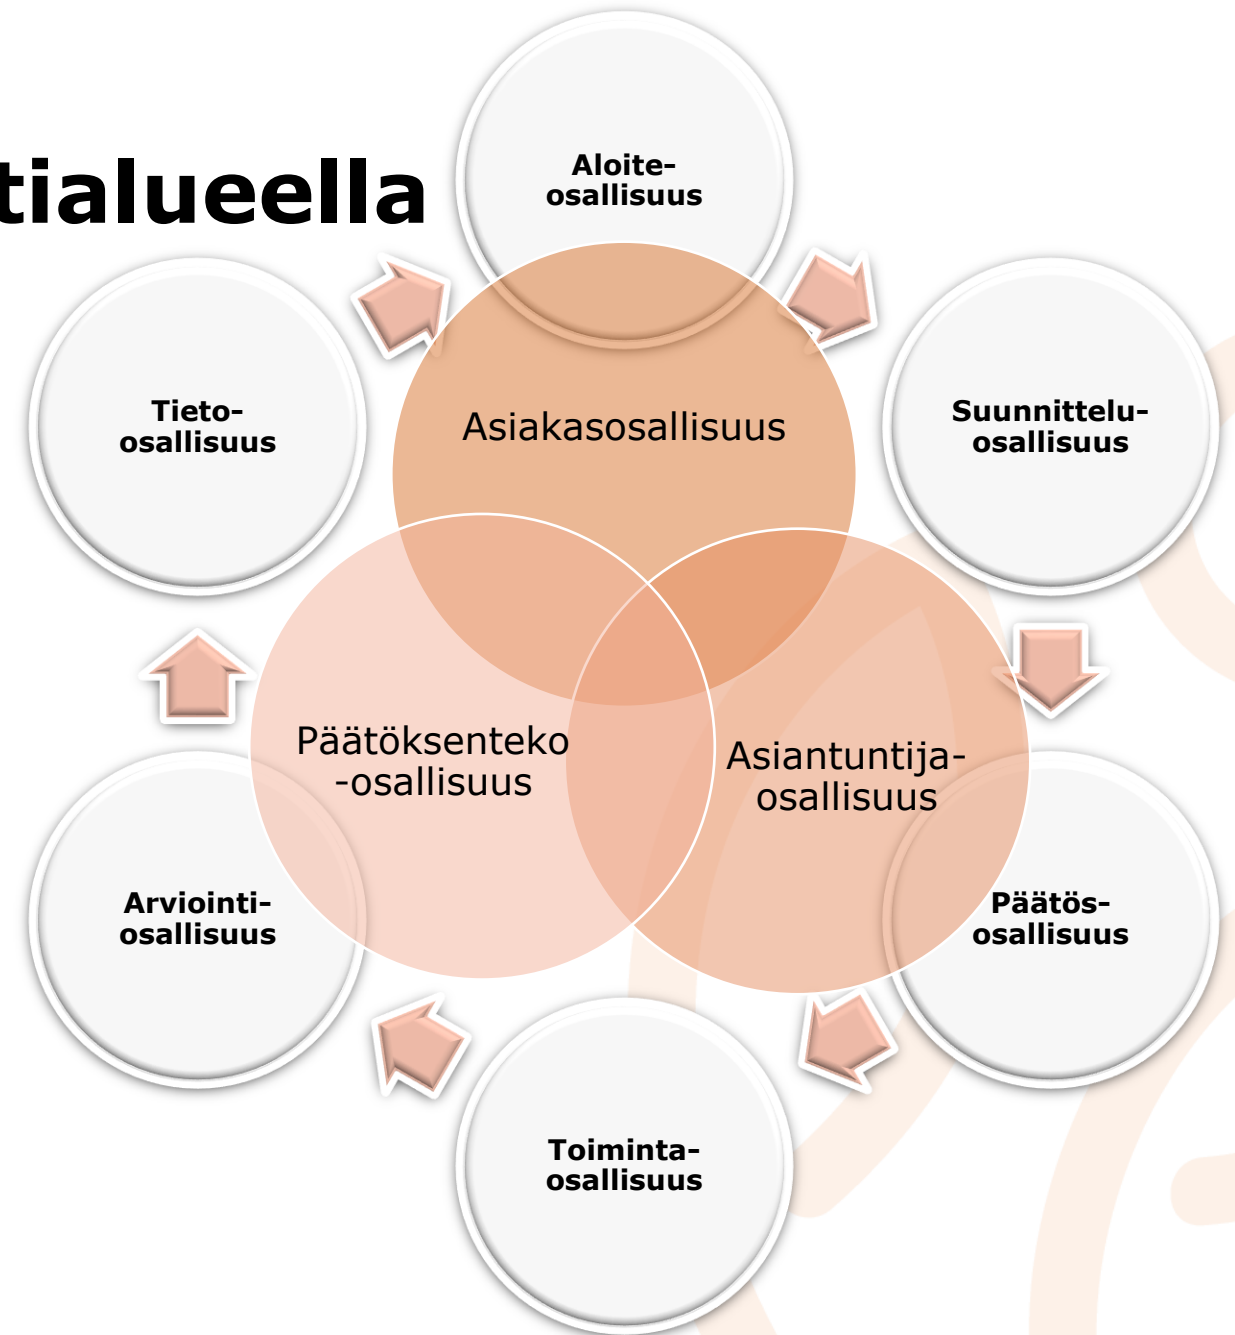 tialueella
Aloite-
osallisuus
Tieto-
osallisuus
Asiakasosallisuus
Suunnittelu-
osallisuus
Päätöksenteko
-osallisuus
Asiantuntija-
osallisuus
Arviointi-
osallisuus
Päätös-
osallisuus
Toiminta-
osallisuus